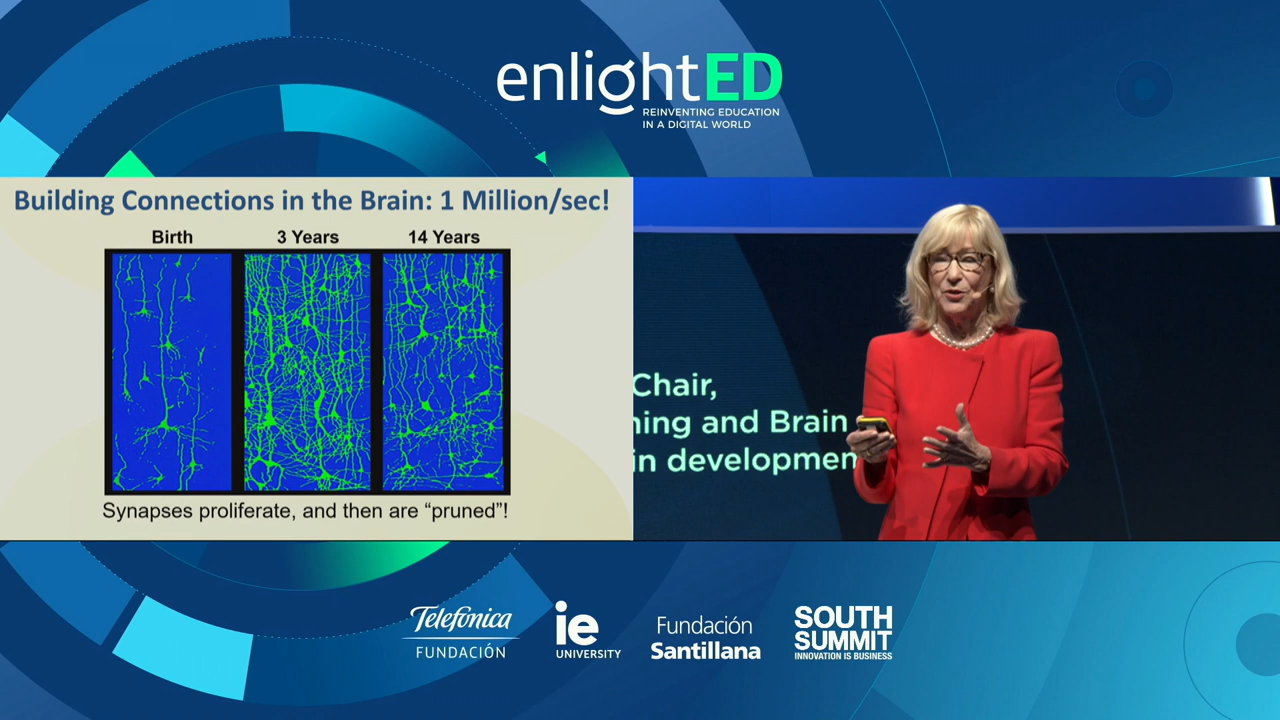 enlightED
REINVENTING EDUCATION
IN A DIGITAL WORLD
Building Connections in the Brain: 1 Million/sec!
Birth
3 Years
14 Years
Synapses proliferate, and then are “pruned”!
Chair,
ning and Brain
in developmen
Telefónica
FUNDACIÓN
ie
UNIVERSITY
Fundación
Santillana
SOUTH
SUMMIT
INNOVATION IS BUSINESS